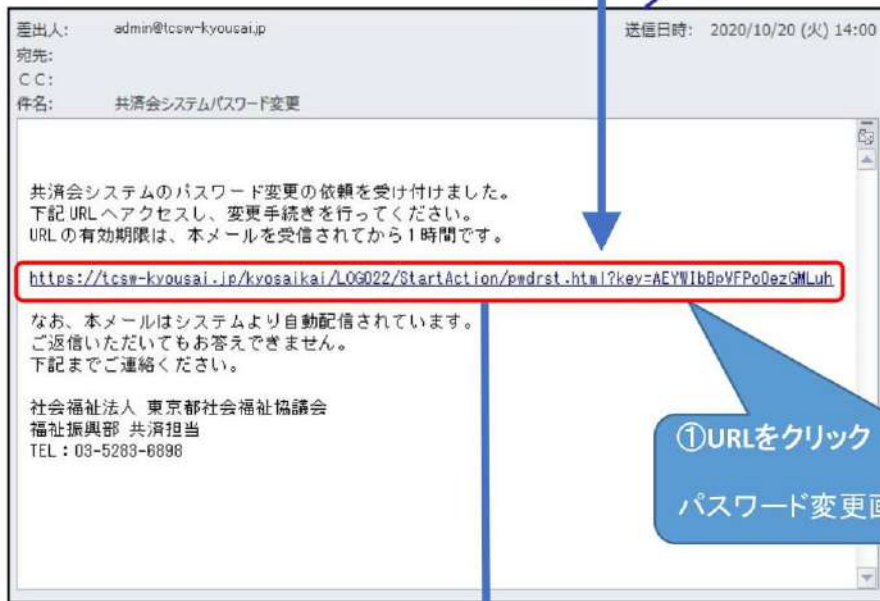 差出人: admin@tcsw-kyousai.jp 送信日時: 2020/10/20 (火) 14:00
宛先:
CC:
件名: 共済会システムパスワード変更
共済会システムのパスワード変更の依頼を受け付けました。
下記URLへアクセスし、変更手続きを行ってください。
URLの有効期限は、本メールを受信されてから1時間です。
https://tcsw-kyousai.jp/kyosaikai/LOG022/StartAction/pwdrst.html?key=AEYWIbBpVFPoOezGMLuh
なお、本メールはシステムより自動配信されています。
ご返信いただいてもお答えできません。
下記までご連絡ください。
社会福祉法人 東京都社会福祉協議会
福祉振興部 共済担当
TEL:03-5283-6898
①URLをクリック
パスワード変更画